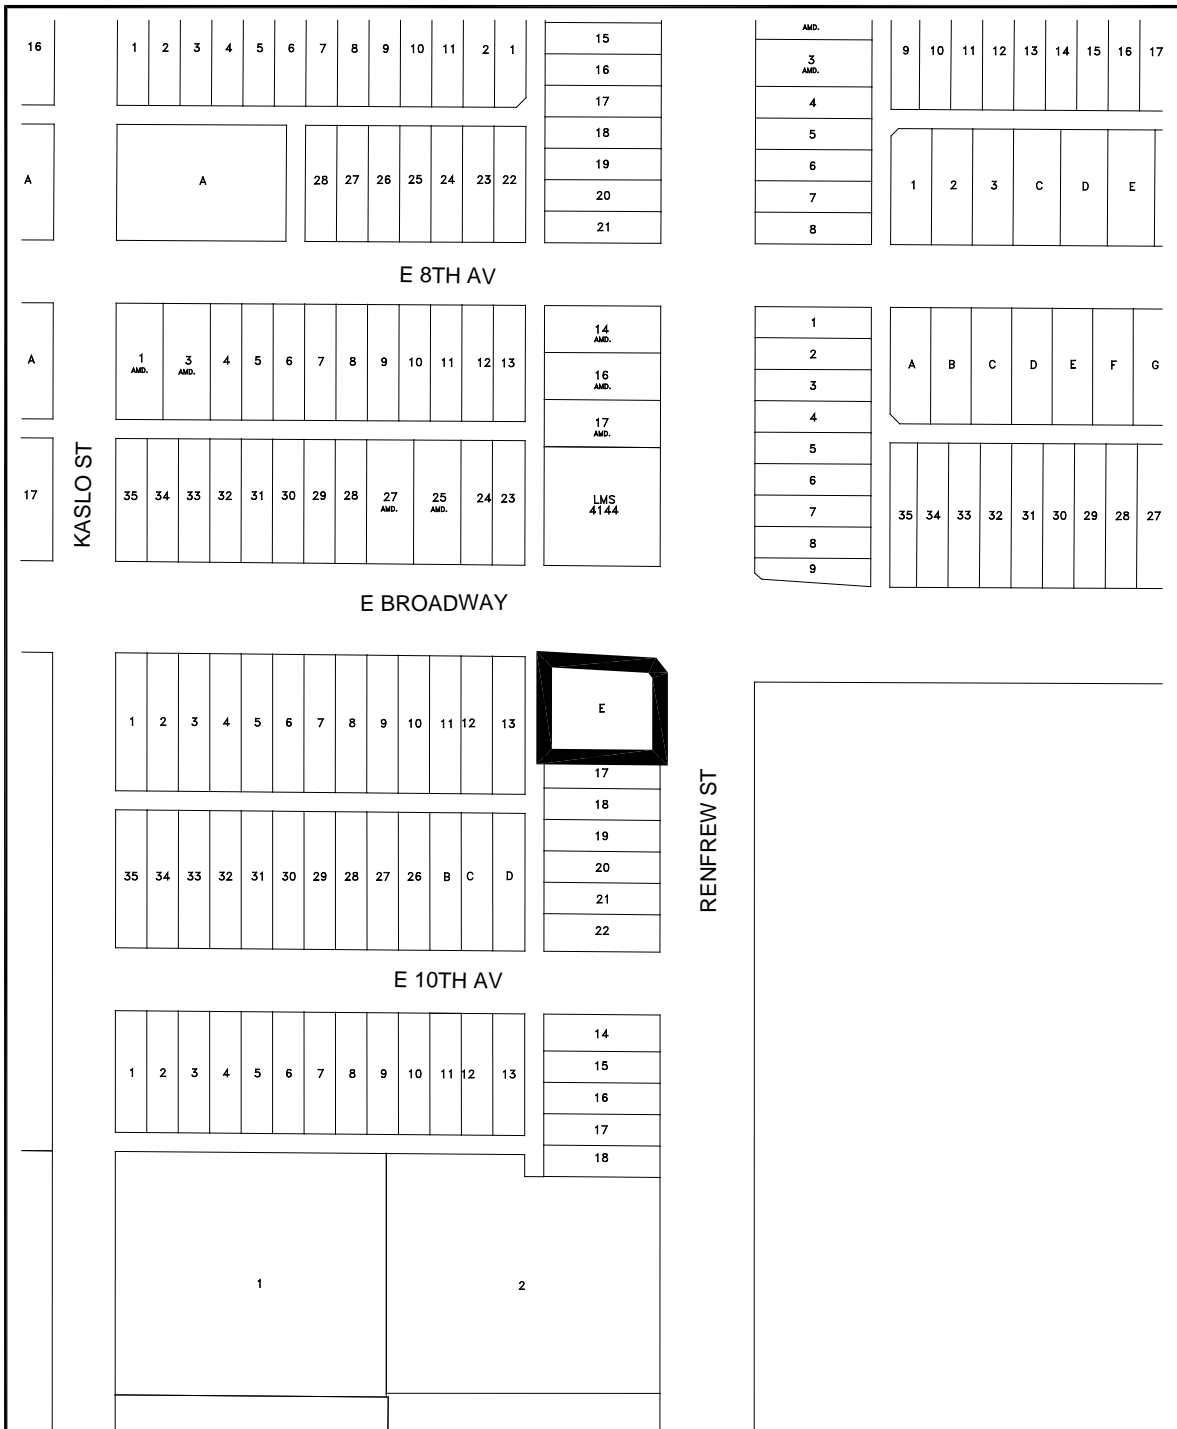 16 1 2 3 4 5 6 7 8 9 10 11 2 1 15 AMD. 9 10 11 12 13 14 15 16 17
16
3
AMD.
17
4
18
5
19
6
20
7
21
8
A A 28 27 26 25 24 23 22 1 2 3 C D E
E 8TH AV
A 1 AMD. 3 AMD. 4 5 6 7 8 9 10 11 12 13
14
AMD.
16
AMD.
17
AMD.
1
2
3
4
5
6
7
8
9
A B C D E F G
KASLO ST
17 35 34 33 32 31 30 29 28 27 AMD. 25 AMD. 24 23
LMS
4144
35 34 33 32 31 30 29 28 27
E BROADWAY
1 2 3 4 5 6 7 8 9 10 11 12 13
E
17
18
19
20
21
22
RENFREW ST
35 34 33 32 31 30 29 28 27 26 B C D
E 10TH AV
1 2 3 4 5 6 7 8 9 10 11 12 13
14
15
16
17
18
1
2